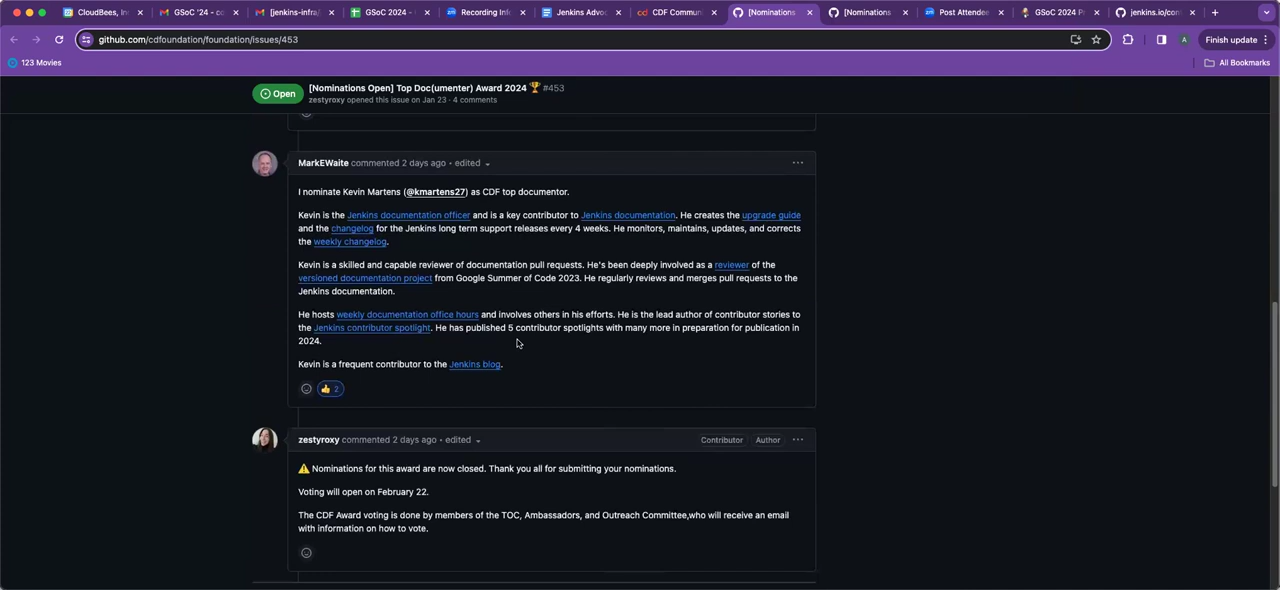 CloudBees, In
GSoC '24 - co
[jenkins-infra/
GSoC 2024 -
Recording Inf
Jenkins Advo
CDF Commun
[Nominations
[Nominations
Post Attende
GSoC 2024 P
jenkins.io/con
github.com/cdfoundation/foundation/issues/453
A
Finish update
123 Movies
All Bookmarks
Open
[Nominations Open] Top Doc(umenter) Award 2024 🏆 #453
zestyroxy opened this issue on Jan 23 · 4 comments
MarkEWaite commented 2 days ago • edited
I nominate Kevin Martens (@kmartens27) as CDF top documentor.
Kevin is the Jenkins documentation officer and is a key contributor to Jenkins documentation. He creates the upgrade guide
and the changelog for the Jenkins long term support releases every 4 weeks. He monitors, maintains, updates, and corrects
the weekly changelog.
Kevin is a skilled and capable reviewer of documentation pull requests. He's been deeply involved as a reviewer of the
versioned documentation project from Google Summer of Code 2023. He regularly reviews and merges pull requests to the
Jenkins documentation.
He hosts weekly documentation office hours and involves others in his efforts. He is the lead author of contributor stories to
the Jenkins contributor spotlight. He has published 5 contributor spotlights with many more in preparation for publication in
2024.
Kevin is a frequent contributor to the Jenkins blog.
👍 2
zestyroxy commented 2 days ago • edited
Contributor
Author
⚠️ Nominations for this award are now closed. Thank you all for submitting your nominations.
Voting will open on February 22.
The CDF Award voting is done by members of the TOC, Ambassadors, and Outreach Committee,who will receive an email
with information on how to vote.